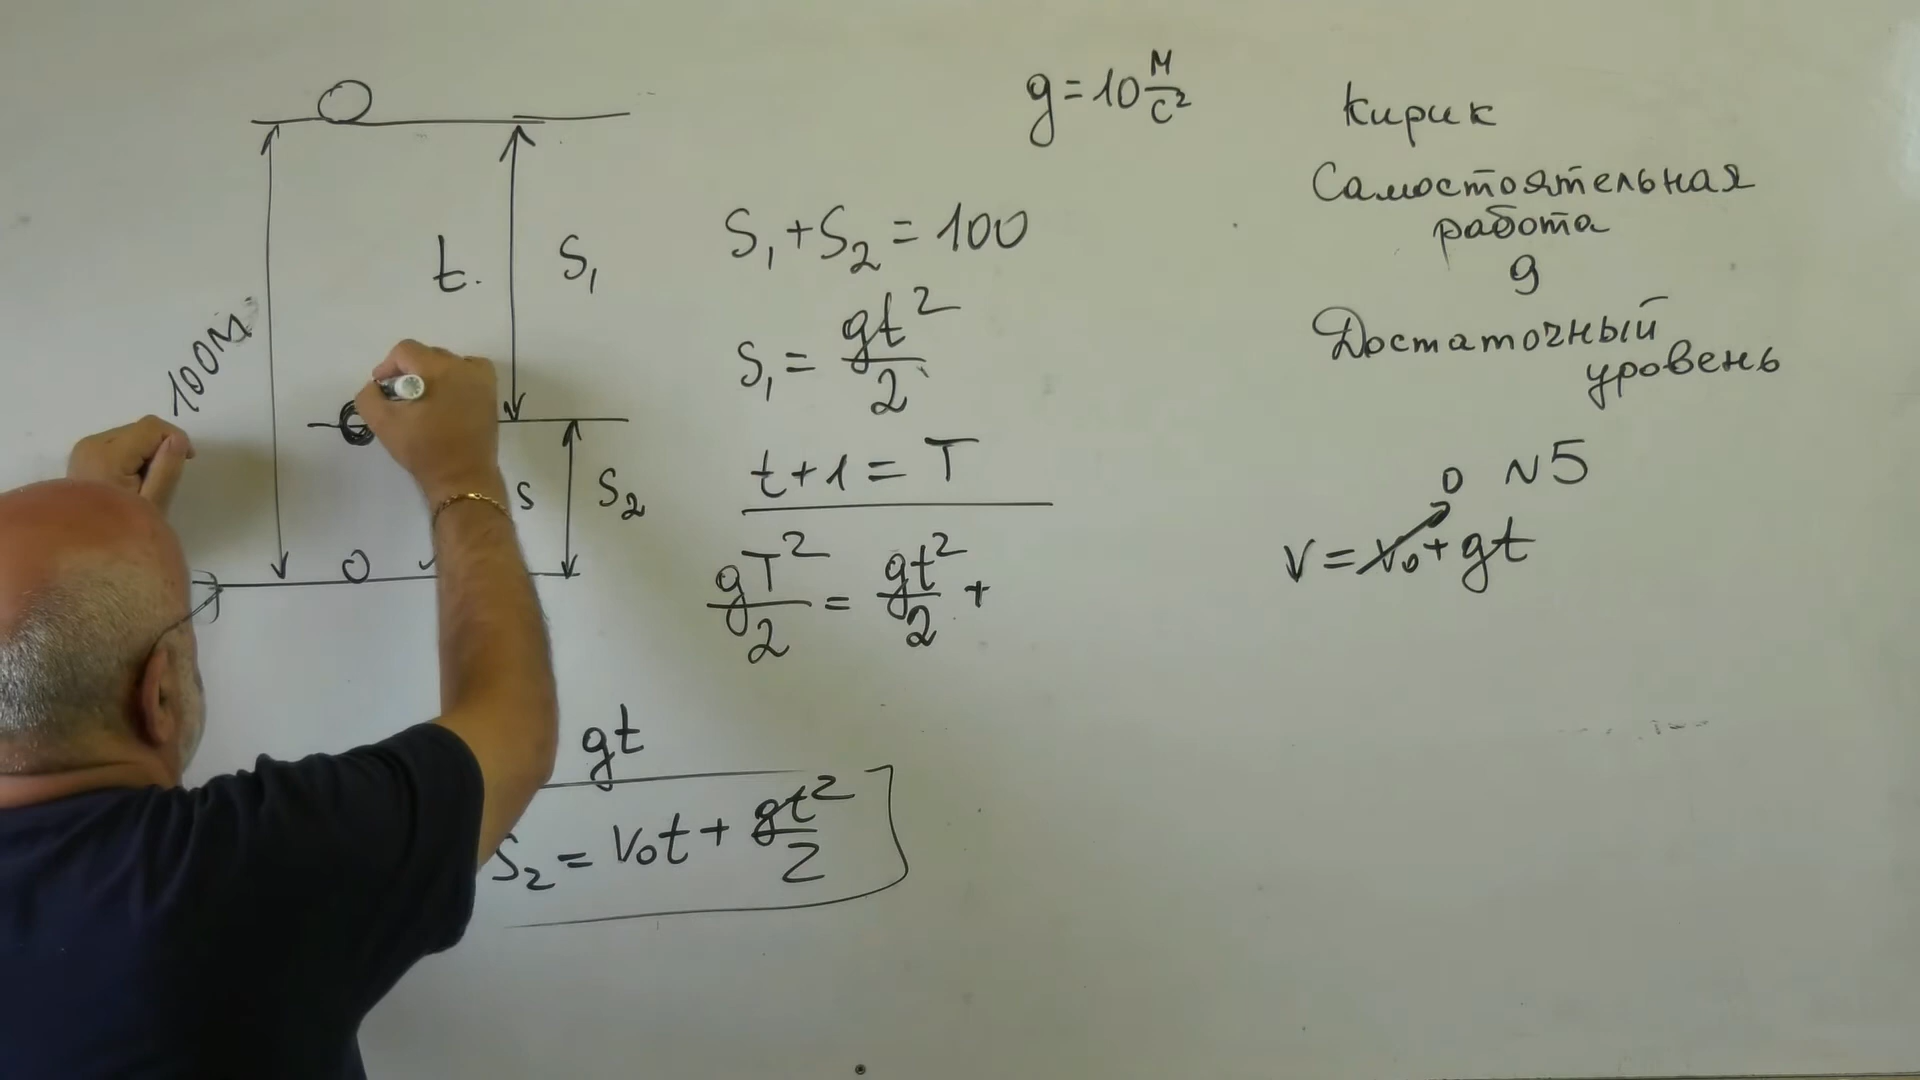 g = 10 м/с²
Кирик
Самостоятельная
работа
9
Достаточный
уровень
N5
0
v = v₀ + gt
100м
t.
S₁
S
S₂
0
S₁ + S₂ = 100
S₁ = gt²/2
t + 1 = T
gT²/2 = gt²/2 +
gt
S₂ = v₀t + gt²/2